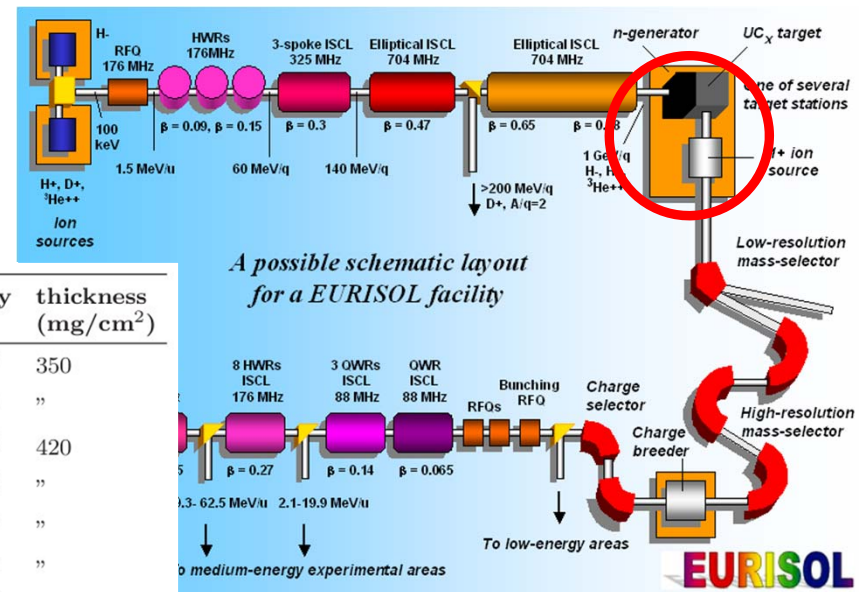 H-
RFQ
176 MHz
HWRs
176MHz
3-spoke ISCL
325 MHz
Elliptical ISCL
704 MHz
Elliptical ISCL
704 MHz
n-generator
UCx target
One of several
target stations
100
keV
β = 0.09, β = 0.15
β = 0.3
β = 0.47
β = 0.65
1.5 MeV/u
60 MeV/q
140 MeV/q
1 GeV/q
H-,
³He++
>200 MeV/q
D+, A/q=2
ion
source
H+, D+,
³He++
Ion
sources
Low-resolution
mass-selector
A possible schematic layout
for a EURISOL facility
thickness
(mg/cm²)
350
”
420
”
”
”
8 HWRs
ISCL
176 MHz
3 QWRs
ISCL
88 MHz
QWR
ISCL
88 MHz
RFQs
Bunching
RFQ
Charge
selector
Charge
breeder
High-resolution
mass-selector
β = 0.27
β = 0.14
β = 0.065
62.5 MeV/u
2.1-19.9 MeV/u
To low-energy areas
medium-energy experimental areas
EURISOL